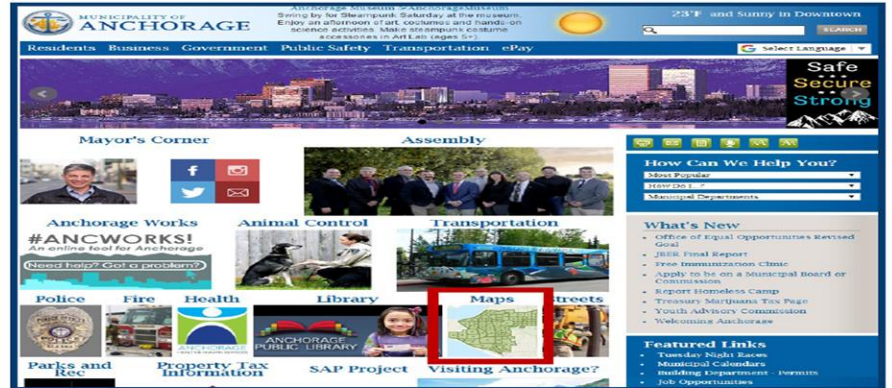 MUNICIPALITY OF
ANCHORAGE
Anchorage Museum @AnchorageMuseum
Swing by for Steampunk Saturday at the museum.
Enjoy an afternoon of art, costumes and hands-on
science activities. Make steampunk costume
accessories in Art Lab (ages 5+).
23°F and Sunny in Downtown
SEARCH
Residents Business Government Public Safety Transportation ePay
Select Language
Safe
Secure
Strong
Mayor's Corner
Assembly
How Can We Help You?
Most Popular
How Do I...?
Municipal Departments
Anchorage Works
Animal Control
Transportation
#ANCWORKS!
An online tool for Anchorage
Need help? Got a problem?
What's New
Office of Equal Opportunities Revised
Goal
JBER Final Report
Free Immunization Clinic
Apply to be on a Municipal Board or
Commission
Report Homeless Camp
Treasury Marijuana Tax Page
Youth Advisory Commission
Welcoming Anchorage
Police Fire Health Library Maps Streets
ANCHORAGE
ANCHORAGE
PUBLIC LIBRARY
Featured Links
Tuesday Night Races
Municipal Calendars
Building Department - Permits
Job Opportunities
Parks and
Rec
Property Tax
Information
SAP Project
Visiting Anchorage?